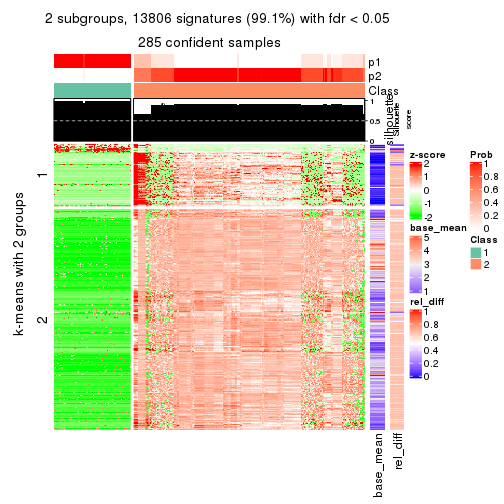 2 subgroups, 13806 signatures (99.1%) with fdr < 0.05
285 confident samples
p1
p2
Class
1
0.5
0
silhouette
Silhouette
score
k-means with 2 groups
1
2
z-score
2
1
0
-1
-2
base_mean
5
4
3
2
1
rel_diff
1
0.8
0.6
0.4
0.2
0
Prob
1
0.8
0.6
0.4
0.2
0
Class
1
2
base_mean
rel_diff